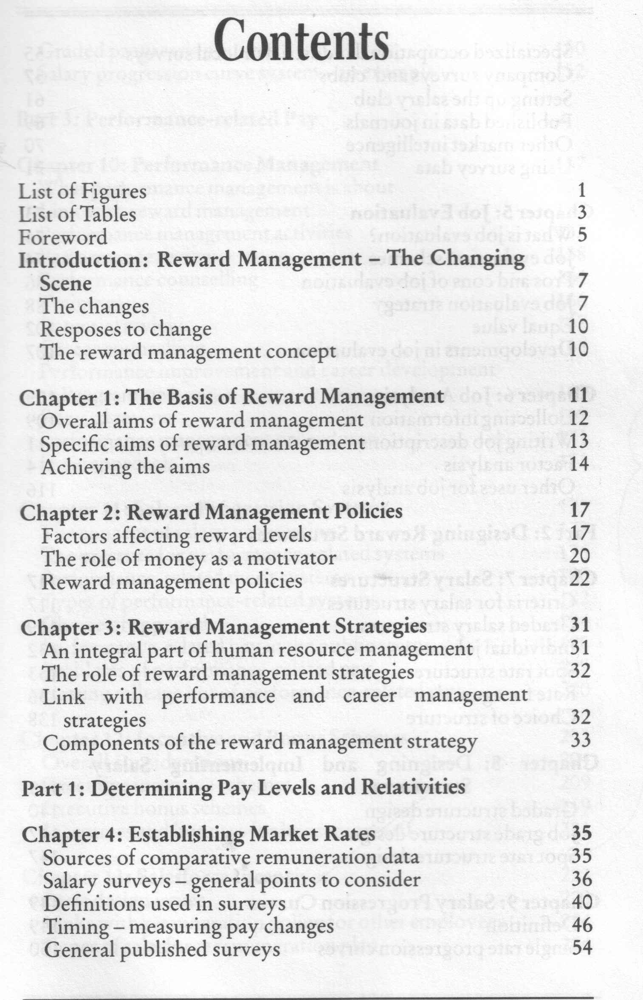 Contents
List of Figures 1
List of Tables 3
Foreword 5
Introduction: Reward Management – The Changing
Scene 7
The changes 7
Resposes to change 10
The reward management concept 10
Chapter 1: The Basis of Reward Management 11
Overall aims of reward management 12
Specific aims of reward management 13
Achieving the aims 14
Chapter 2: Reward Management Policies 17
Factors affecting reward levels 17
The role of money as a motivator 20
Reward management policies 22
Chapter 3: Reward Management Strategies 31
An integral part of human resource management 31
The role of reward management strategies 32
Link with performance and career management
strategies 32
Components of the reward management strategy 33
Part 1: Determining Pay Levels and Relativities
Chapter 4: Establishing Market Rates 35
Sources of comparative remuneration data 35
Salary surveys – general points to consider 36
Definitions used in surveys 40
Timing – measuring pay changes 46
General published surveys 54